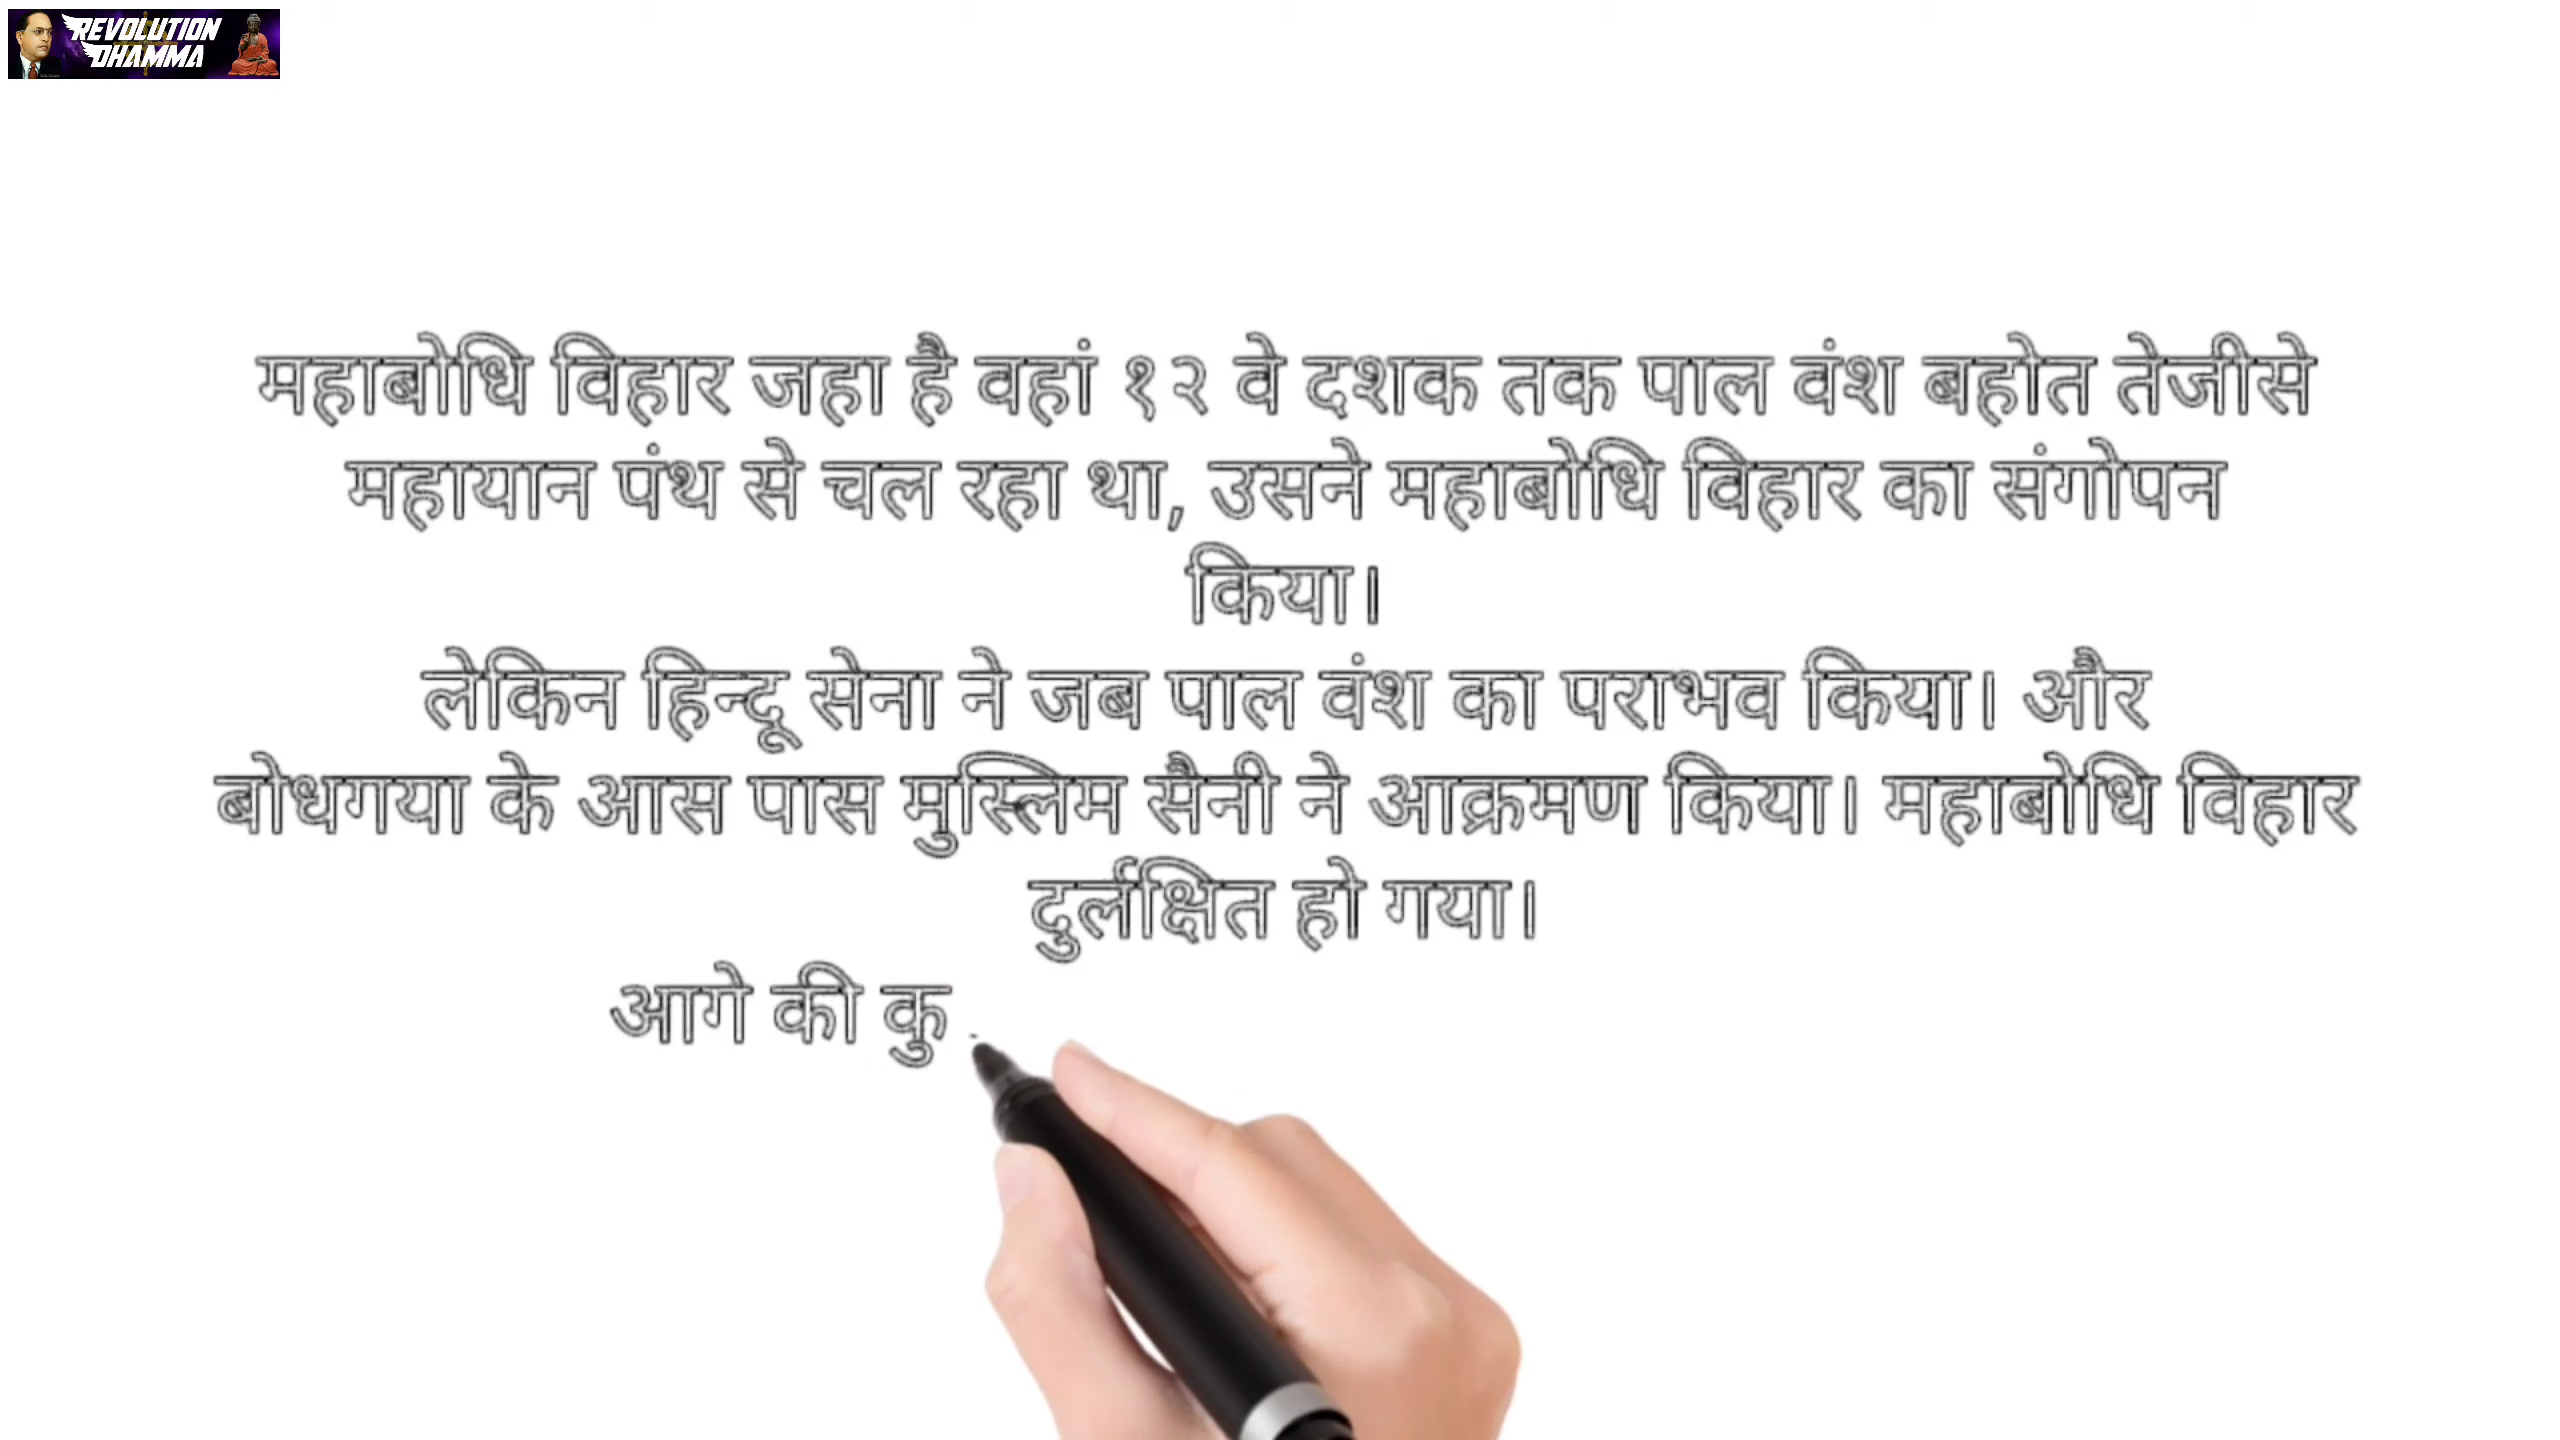 REVOLUTION
DHAMMA
महाबोधि विहार जहा है वहां १२ वे दशक तक पाल वंश बहोत तेजीसे
महायान पंथ से चल रहा था, उसने महाबोधि विहार का संगोपन
किया।
लेकिन हिन्दू सेना ने जब पाल वंश का पराभव किया। और
बोधगया के आस पास मुस्लिम सैनी ने आक्रमण किया। महाबोधि विहार
दुर्लक्षित हो गया।
आगे की कु